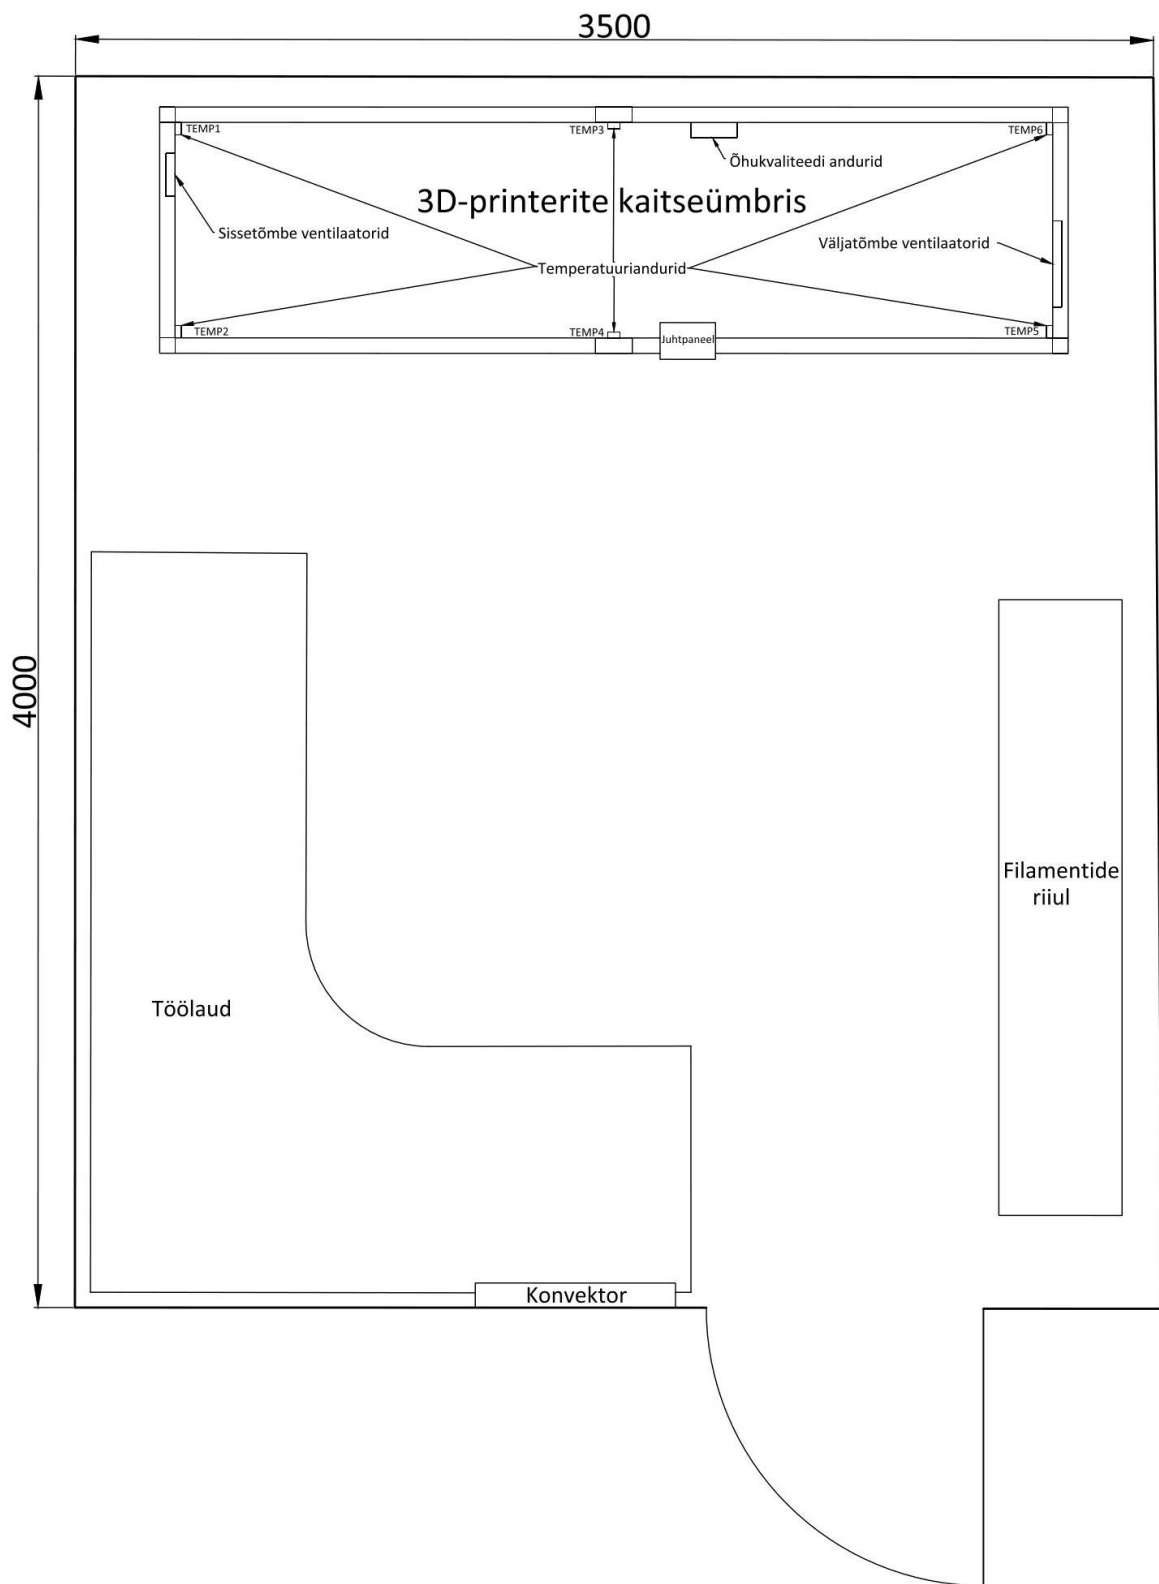 3500
TEMP1
TEMP3
TEMP6
Õhukvaliteedi andurid
3D-printerite kaitseümbris
Sissetõmbe ventilaatorid
Väljatõmbe ventilaatorid
Temperatuuriandurid
TEMP2
TEMP4
Juhtpaneel
TEMP5
4000
Filamentide
riiul
Töölaud
Konvektor